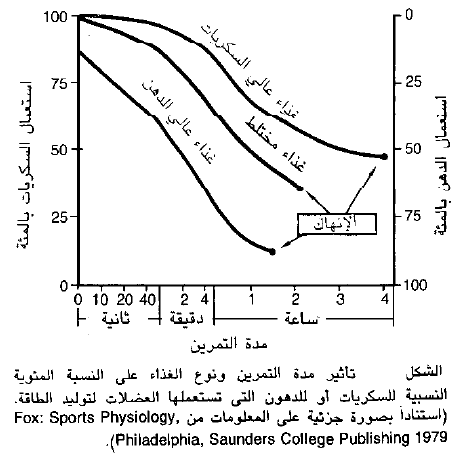 100
75
50
25
0
استعمال السكريات بالمئة
0
25
50
75
100
استعمال الدهن بالمئة
غذاء عالي السكريات
غذاء مختلط
غذاء عالي الدهن
الإنهاك
0 10 20 40 2 4 1 2 3 4
ثانية دقيقة ساعة
مدة التمرين
الشكل تأثير مدة التمرين ونوع الغذاء على النسبة المئوية
النسبية للسكريات أو للدهون التي تستعملها العضلات لتوليد الطاقة.
(استناداً بصورة جزئية على المعلومات من Fox: Sports Physiology,
Philadelphia, Saunders College Publishing 1979).